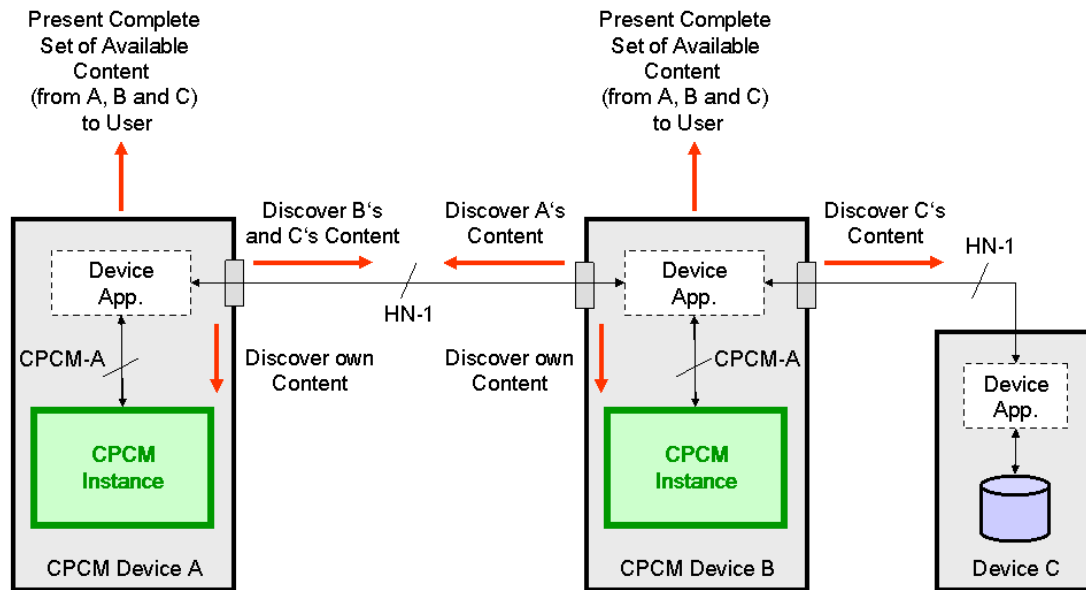 Present Complete
Set of Available
Content
(from A, B and C)
to User
Present Complete
Set of Available
Content
(from A, B and C)
to User
Discover B's
and C's Content
Discover A's
Content
Discover C's
Content
HN-1
Device
App.
HN-1
Device
App.
CPCM-A
Discover own
Content
Discover own
Content
CPCM-A
Device
App.
CPCM
Instance
CPCM
Instance
CPCM Device A
CPCM Device B
Device C